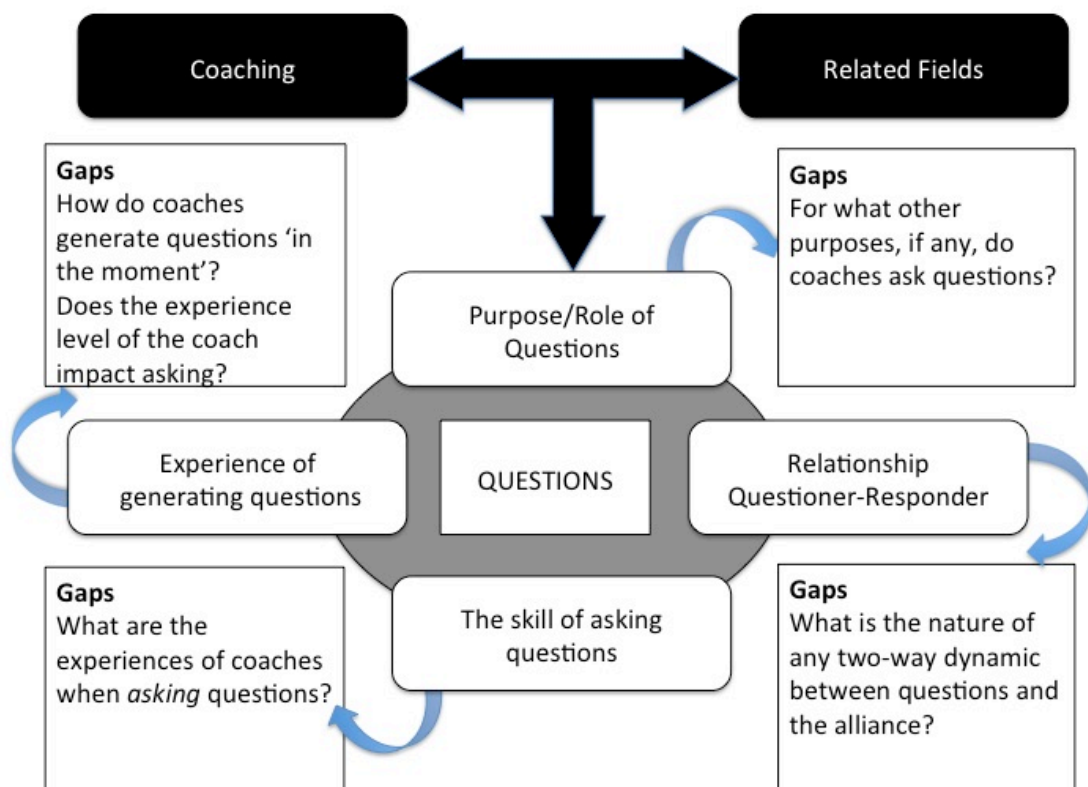 Coaching
Related Fields
Gaps
How do coaches
generate questions ‘in
the moment’?
Does the experience
level of the coach
impact asking?
Gaps
For what other
purposes, if any, do
coaches ask questions?
Purpose/Role of
Questions
Experience of
generating questions
QUESTIONS
Relationship
Questioner-Responder
The skill of asking
questions
Gaps
What are the
experiences of coaches
when asking questions?
Gaps
What is the nature of
any two-way dynamic
between questions and
the alliance?